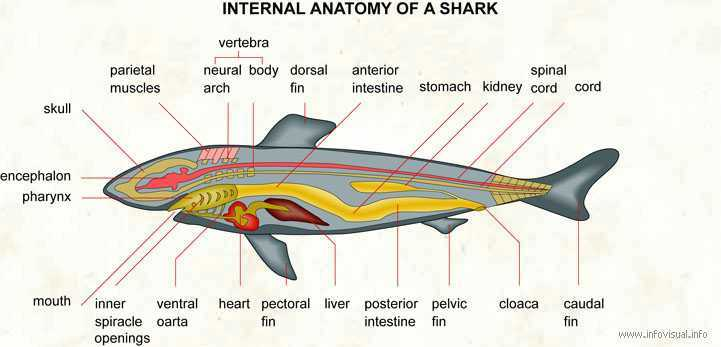 INTERNAL ANATOMY OF A SHARK
vertebra
parietal
muscles
neural
arch
body
dorsal
fin
anterior
intestine
stomach
kidney
spinal
cord
cord
skull
encephalon
pharynx
mouth
inner
spiracle
openings
ventral
oarta
heart
pectoral
fin
liver
posterior
intestine
pelvic
fin
cloaca
caudal
fin
www.infovisual.info